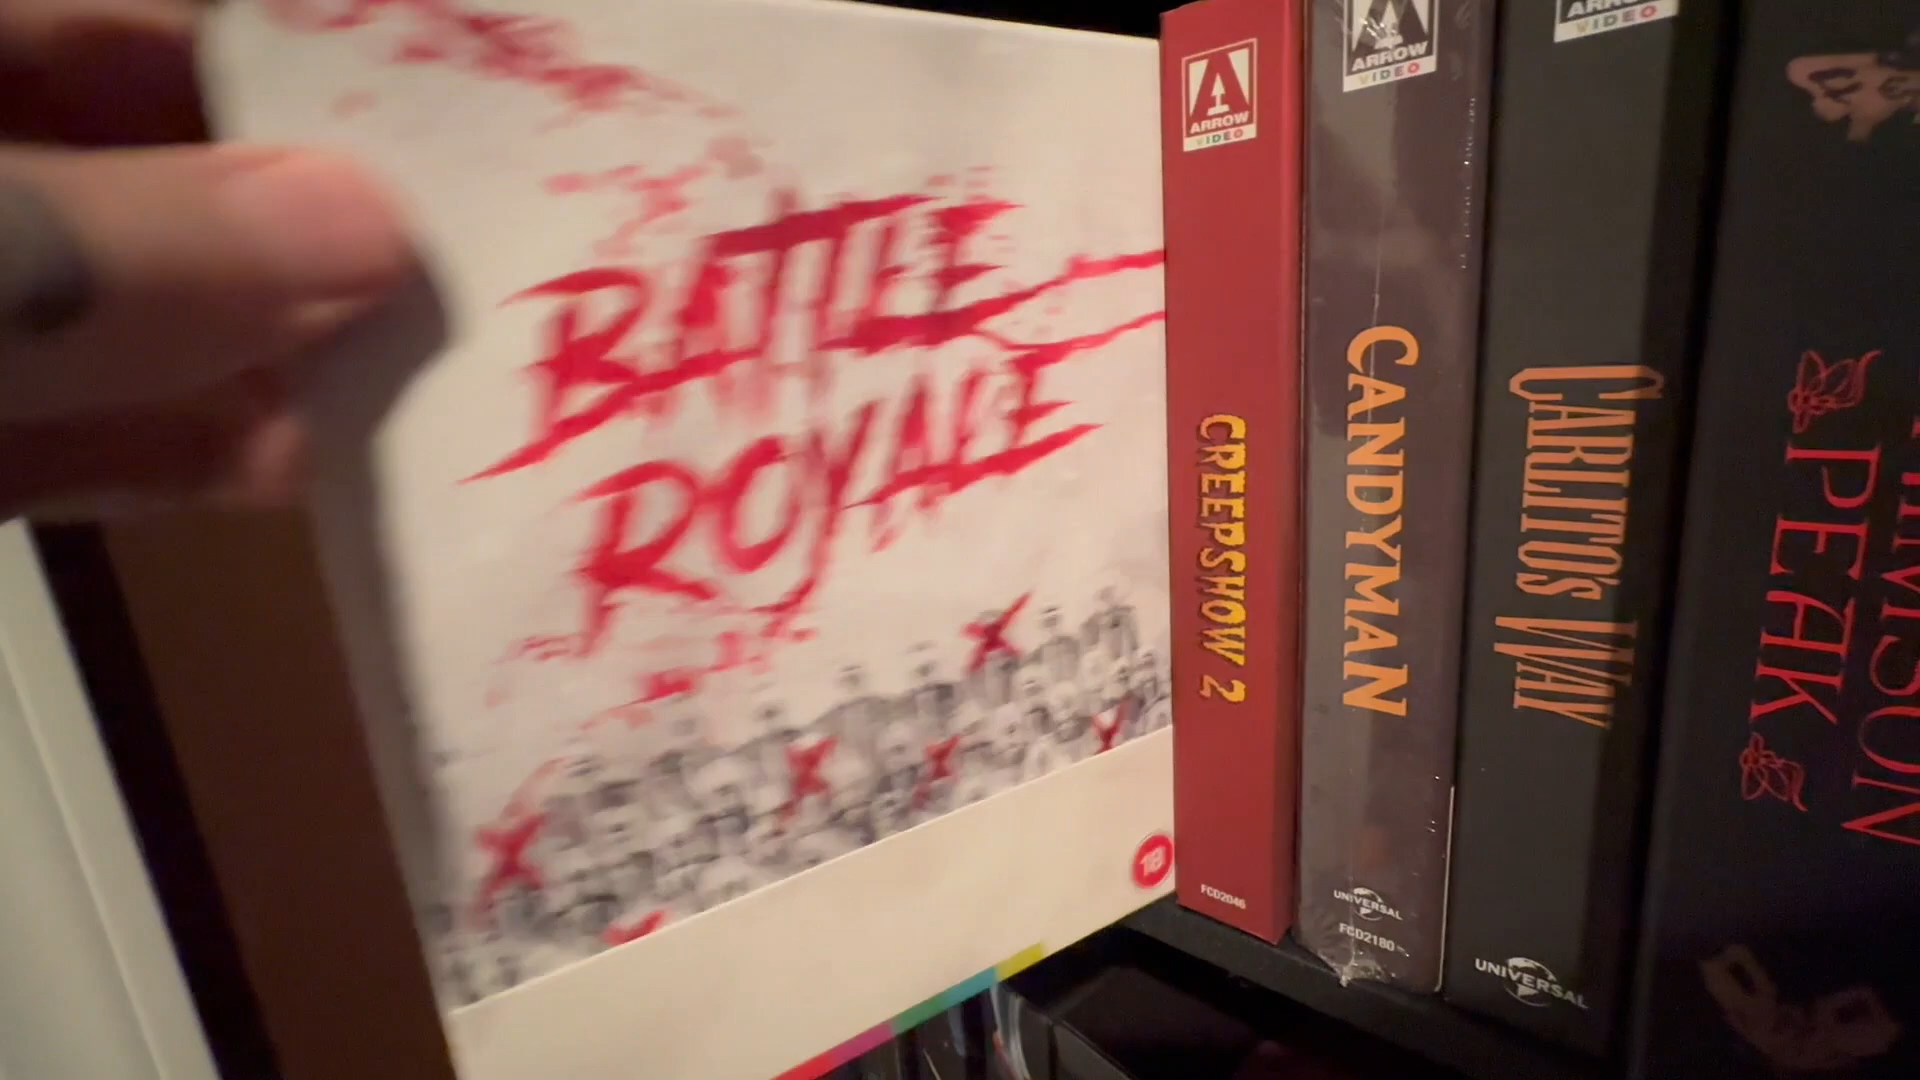 BATTLE
ROYALE
18
ARROW
VIDEO
CREEPSHOW 2
FCD2046
ARROW
VIDEO
CANDYMAN
UNIVERSAL
FCD2180
ARROW
VIDEO
CARLITO'S WAY
UNIVERSAL
PEAK